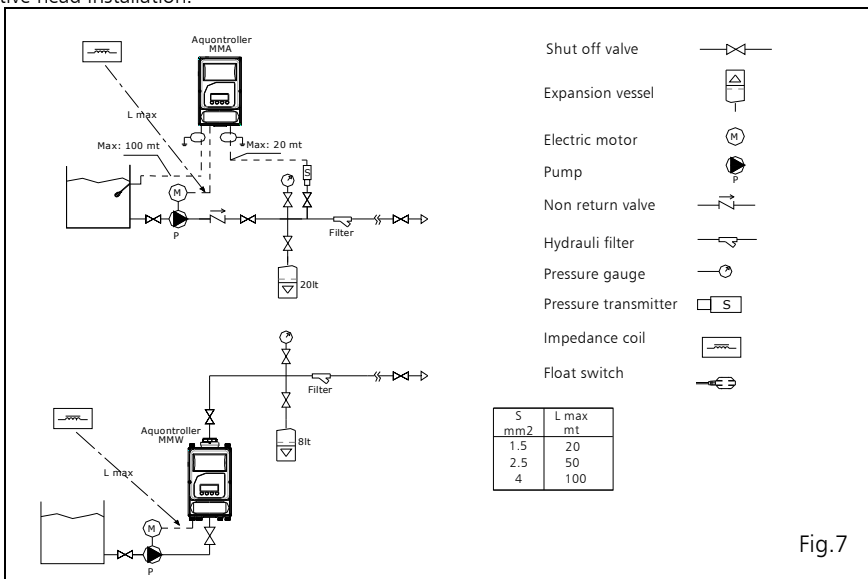 tive head installation.
Aquontroller
MMA
L max
Max: 100 mt
Max: 20 mt
S
M
P
Filter
20lt
Filter
Aquontroller
MMW
8lt
L max
M
P
Shut off valve
Expansion vessel
Electric motor
M
Pump
P
Non return valve
Hydrauli filter
Pressure gauge
Pressure transmitter
S
Impedance coil
Float switch
S L max
mm2 mt
1.5 20
2.5 50
4 100
Fig.7